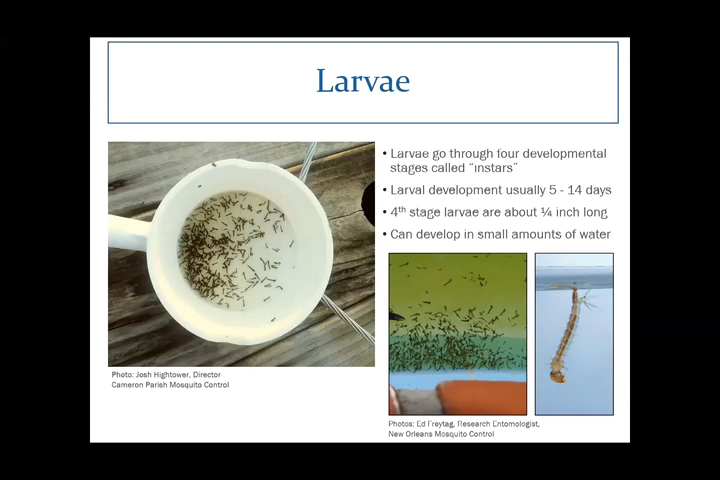 Larvae
• Larvae go through four developmental
stages called “instars”
• Larval development usually 5 - 14 days
• 4th stage larvae are about ¼ inch long
• Can develop in small amounts of water
Photo: Josh Hightower, Director
Cameron Parish Mosquito Control
Photos: Ed Freytag, Research Entomologist,
New Orleans Mosquito Control